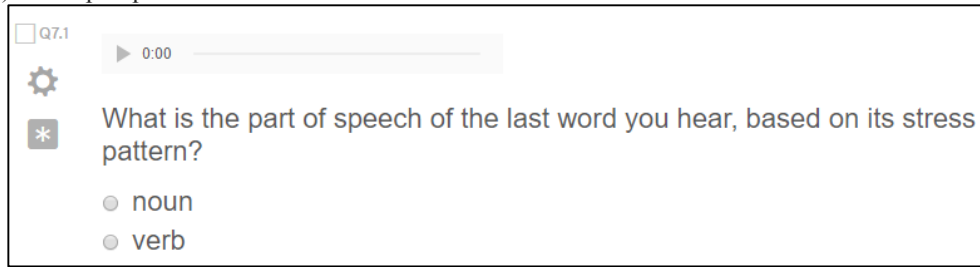 Q7.1
0:00
What is the part of speech of the last word you hear, based on its stress
pattern?
noun
verb